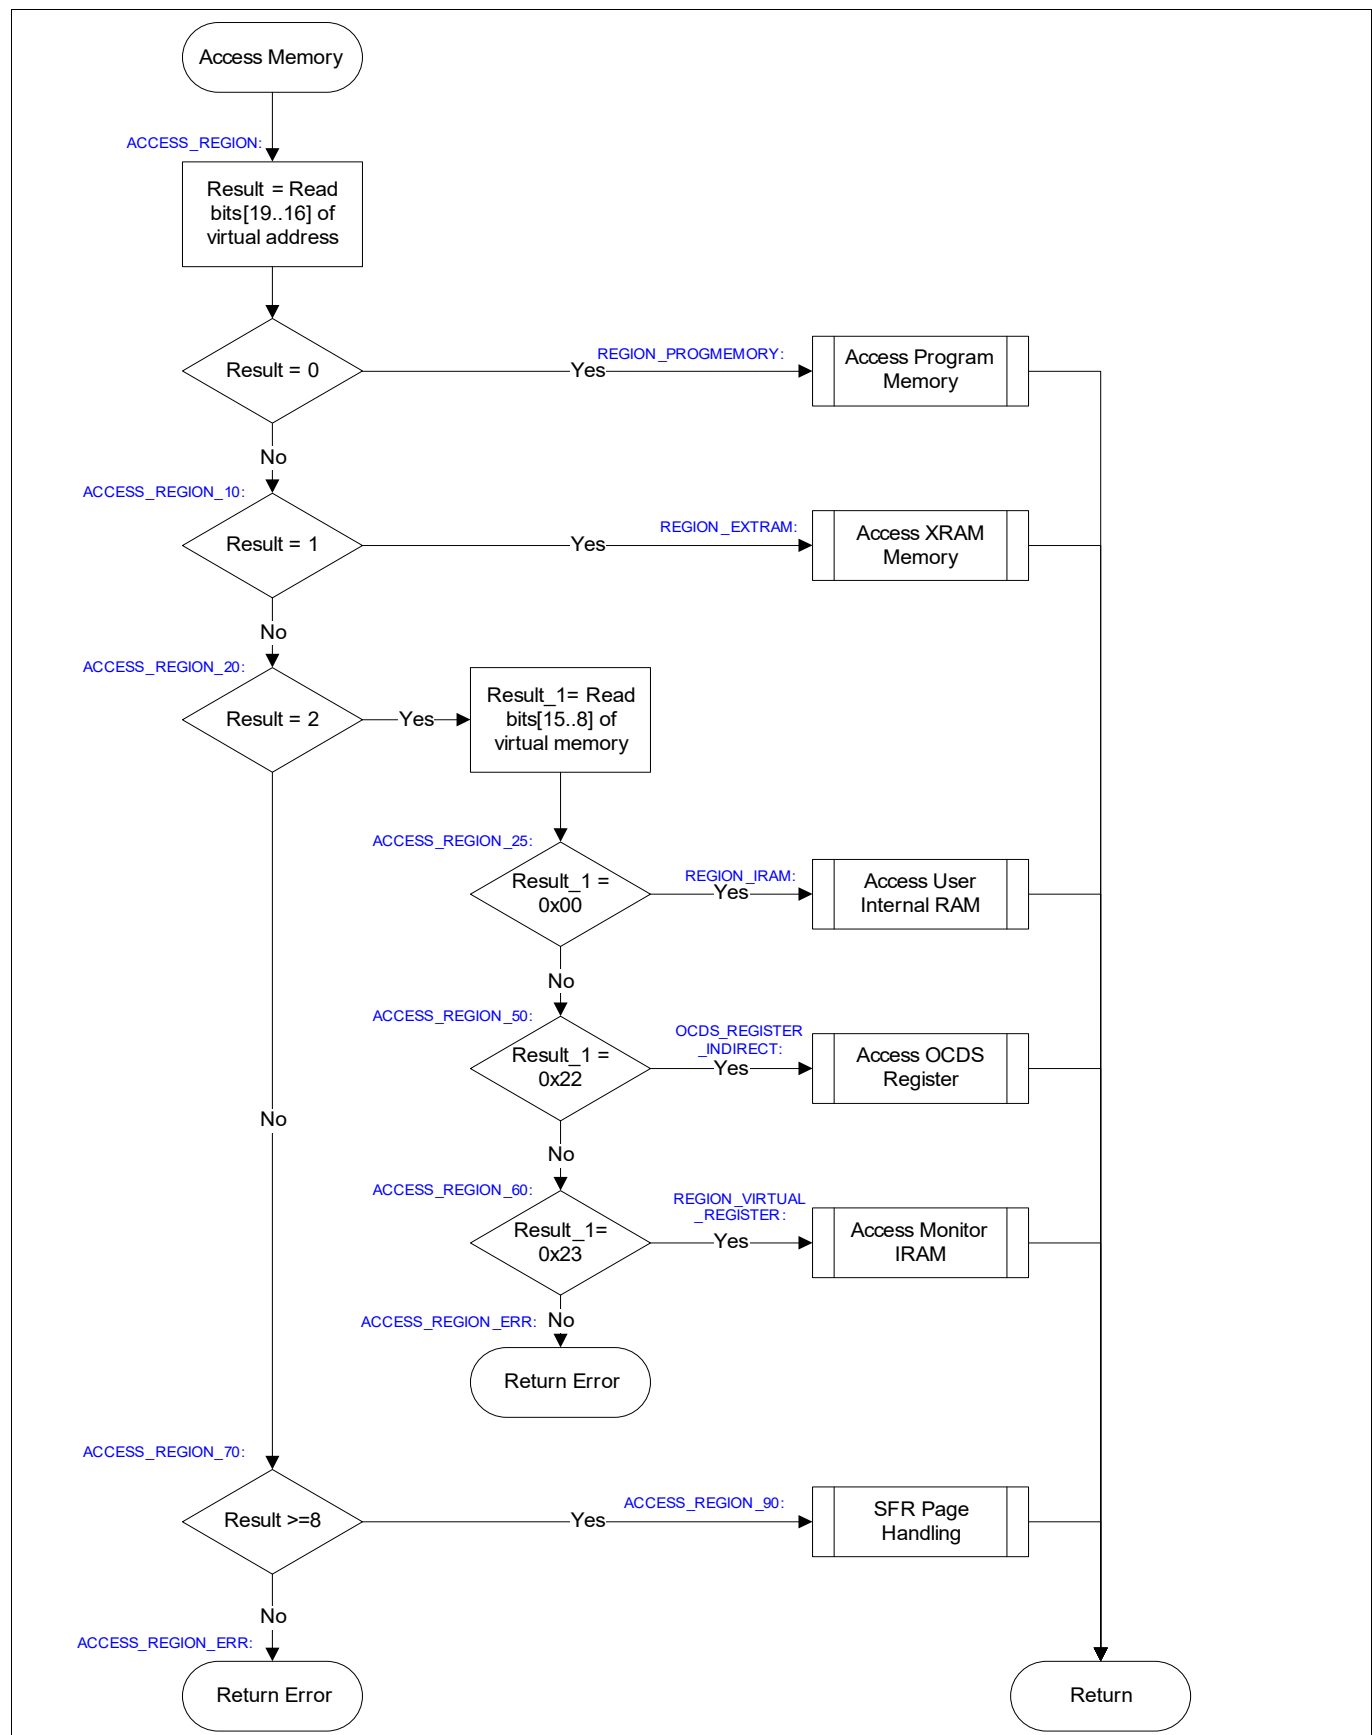 Access Memory
ACCESS_REGION:
Result = Read
bits[19..16] of
virtual address
Result = 0
Yes
REGION_PROGMEMORY:
Access Program
Memory
No
ACCESS_REGION_10:
Result = 1
Yes
REGION_EXTRAM:
Access XRAM
Memory
No
ACCESS_REGION_20:
Result = 2
Yes
Result_1= Read
bits[15..8] of
virtual memory
ACCESS_REGION_25:
Result_1 =
0x00
REGION_IRAM:
Yes
Access User
Internal RAM
No
ACCESS_REGION_50:
Result_1 =
0x22
OCDS_REGISTER
_INDIRECT:
Yes
Access OCDS
Register
No
No
ACCESS_REGION_60:
Result_1=
0x23
REGION_VIRTUAL
_REGISTER:
Yes
Access Monitor
IRAM
ACCESS_REGION_ERR:
No
Return Error
ACCESS_REGION_70:
Result >=8
Yes
ACCESS_REGION_90:
SFR Page
Handling
No
ACCESS_REGION_ERR:
Return Error
Return